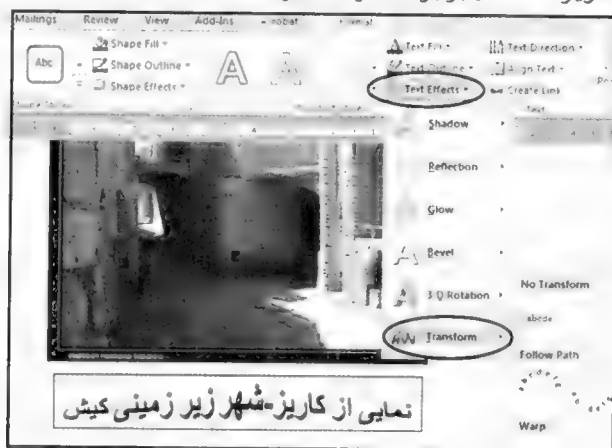 Mailings Review View Add-Ins
Abc
Shape Fill
Shape Outline
Shape Effects
A A
Text Fill
Text Outline
Text Effects
Text Direction
Align Text
Create Link
Text
Shadow
Reflection
Glow
Bevel
3-D Rotation
Transform
No Transform
abcde
Follow Path
Warp
نمایی از کاریز-شهر زیر زمینی کیش